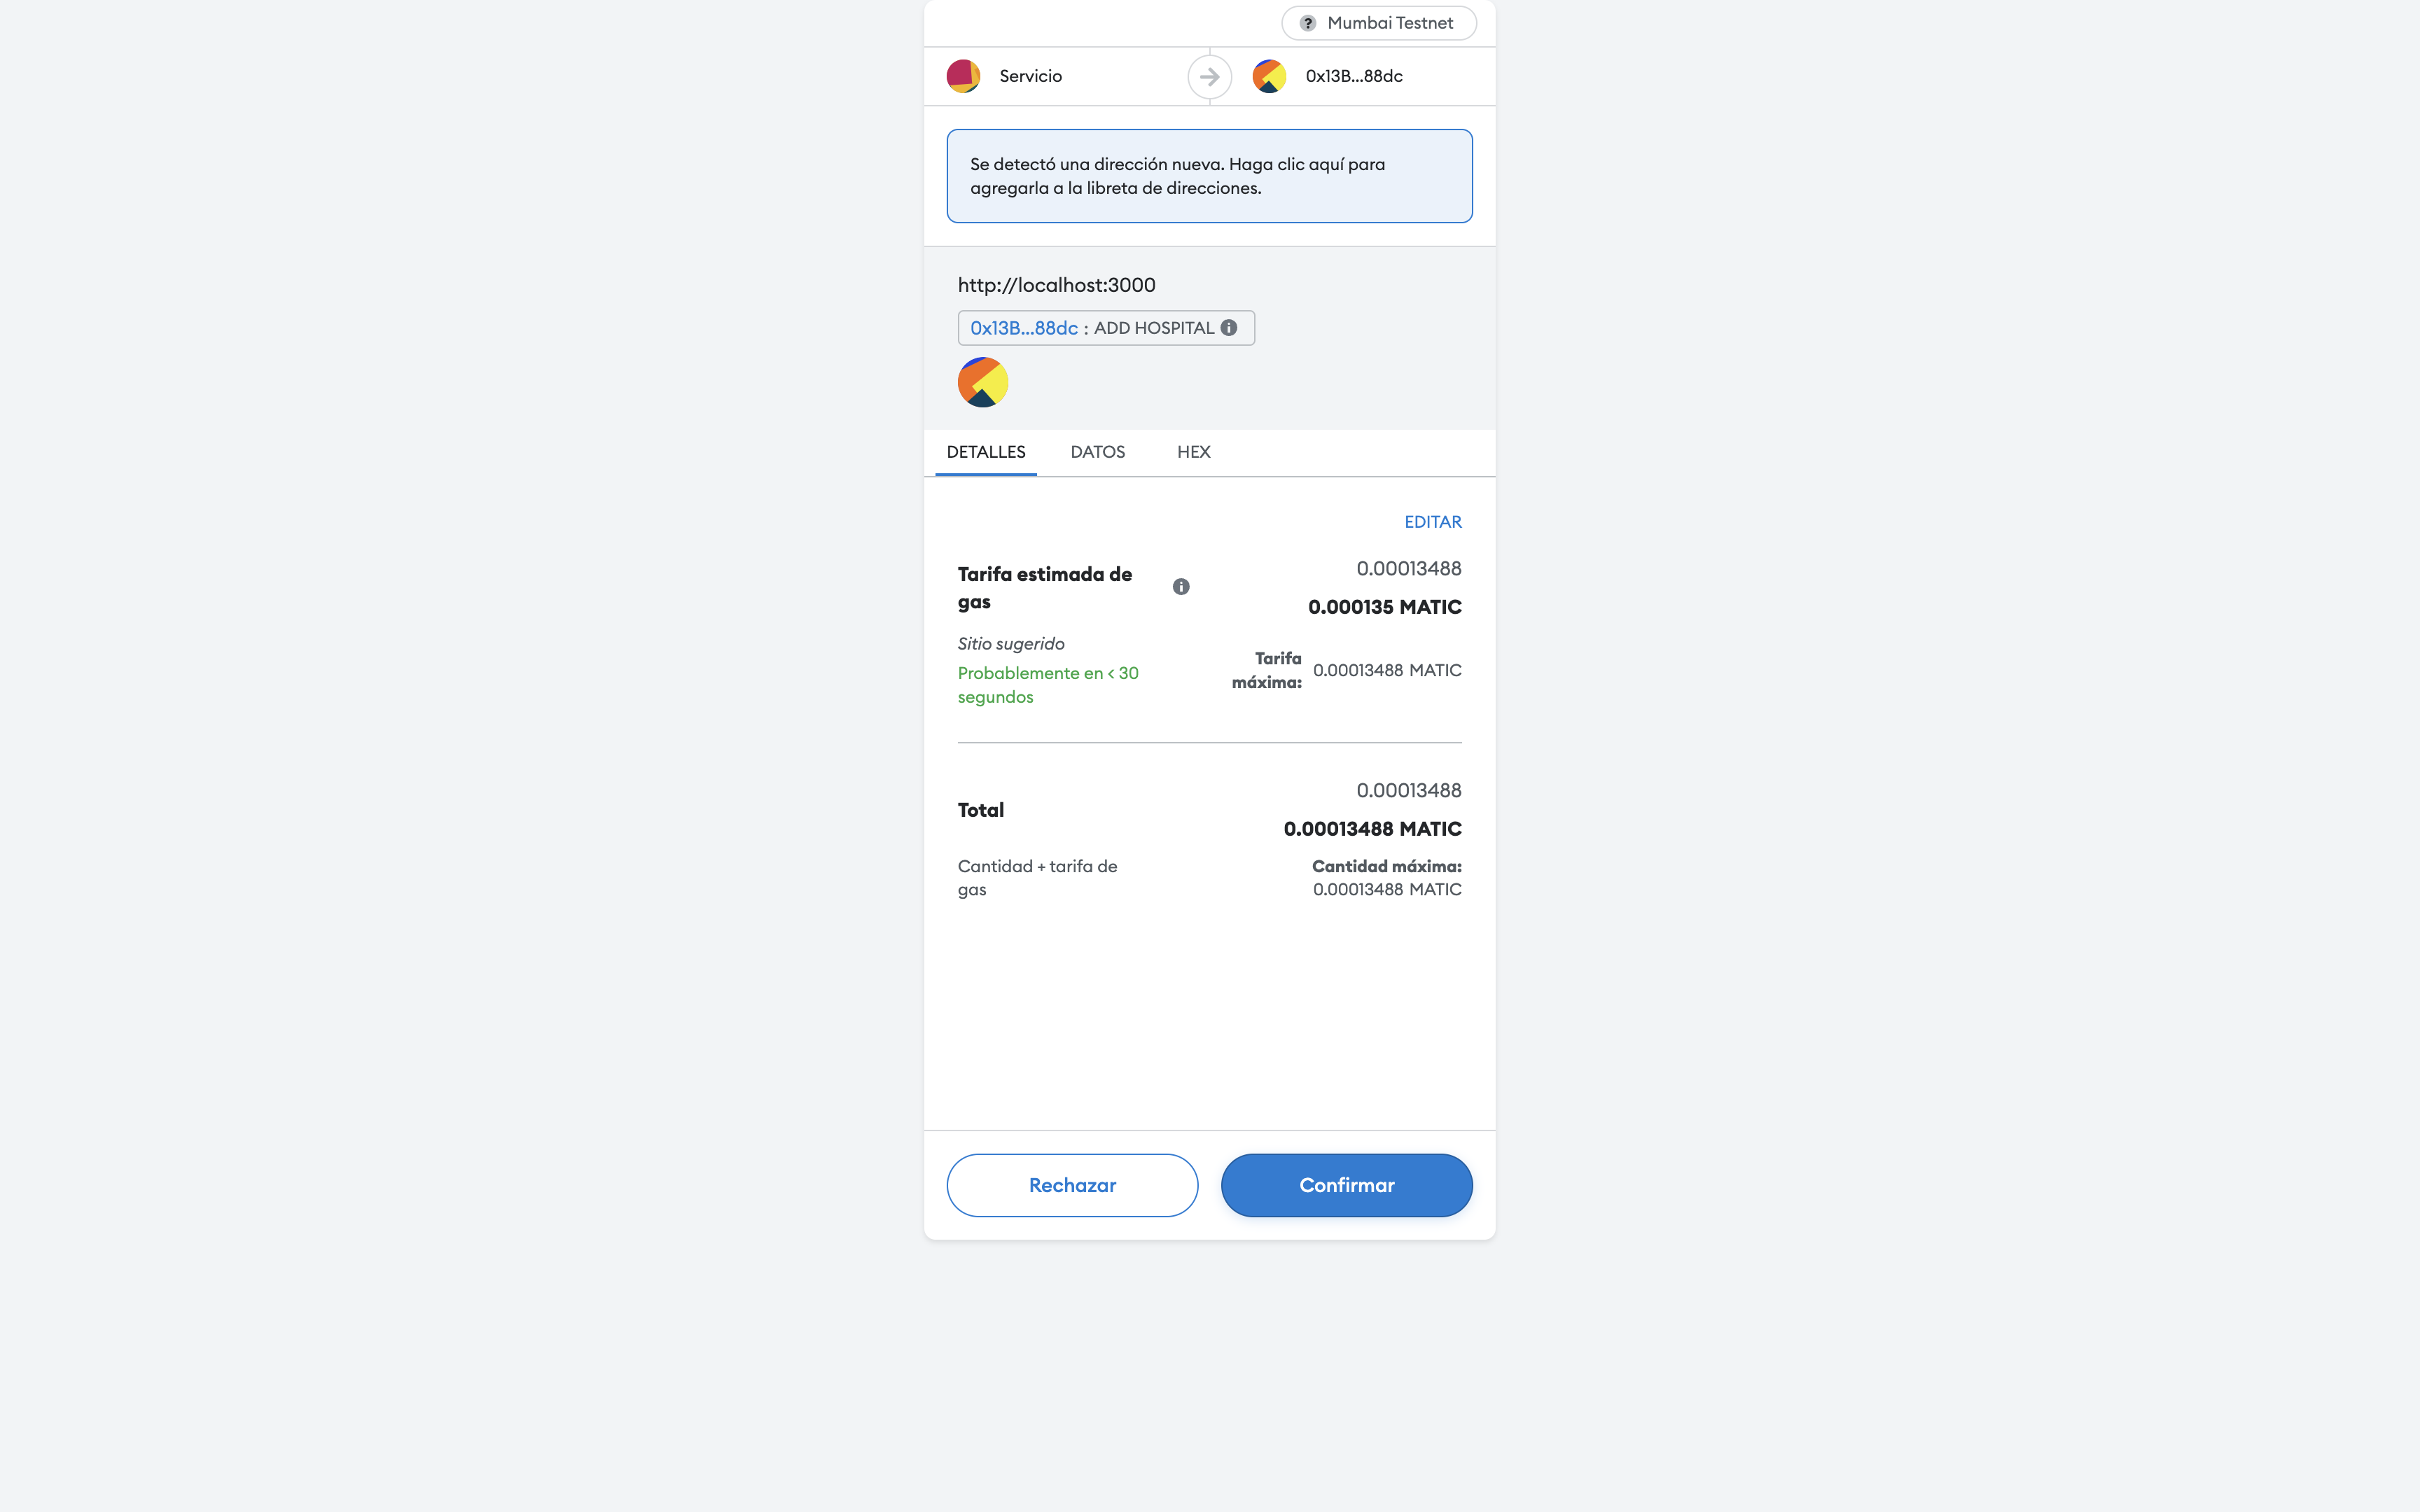 Mumbai Testnet
Servicio
0x13B...88dc
Se detectó una dirección nueva. Haga clic aquí para
agregarla a la libreta de direcciones.
http://localhost:3000
0x13B...88dc : ADD HOSPITAL
DETALLES DATOS HEX
EDITAR
Tarifa estimada de
gas
0.00013488
0.000135 MATIC
Sitio sugerido
Probablemente en < 30
segundos
Tarifa
máxima:
0.00013488 MATIC
Total
0.00013488
0.00013488 MATIC
Cantidad + tarifa de
gas
Cantidad máxima:
0.00013488 MATIC
Rechazar
Confirmar